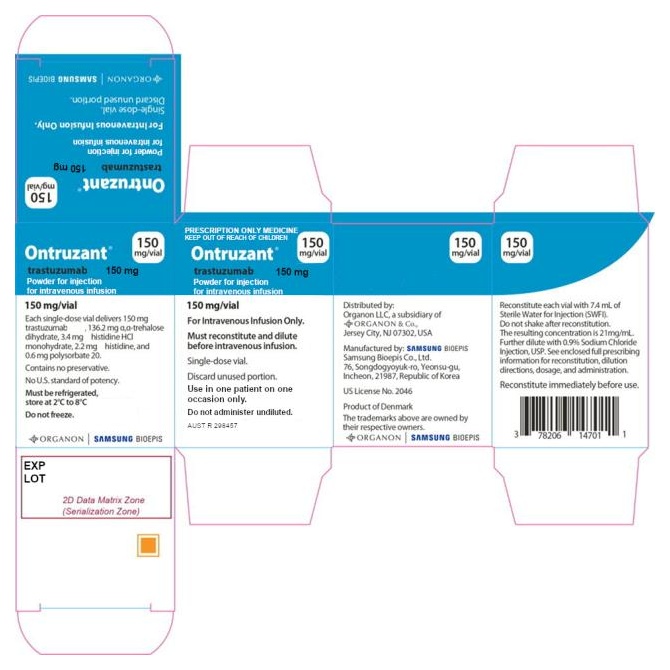 ORGANON | SAMSUNG BIOEPIS
Single-dose vial.
Discard unused portion.
For Intravenous Infusion Only.
Powder for injection
for intravenous infusion
trastuzumab 150 mg
Ontruzant®
150
mg/vial
Ontruzant®
150
mg/vial
trastuzumab 150 mg
Powder for injection
for intravenous infusion
150 mg/vial
Each single-dose vial delivers 150 mg
trastuzumab , 136.2 mg α,α-trehalose
dihydrate, 3.4 mg histidine HCl
monohydrate, 2.2 mg histidine, and
0.6 mg polysorbate 20.
Contains no preservative.
No U.S. standard of potency.
Must be refrigerated,
store at 2°C to 8°C
Do not freeze.
ORGANON | SAMSUNG BIOEPIS
PRESCRIPTION ONLY MEDICINE
KEEP OUT OF REACH OF CHILDREN
Ontruzant®
150
mg/vial
trastuzumab 150 mg
Powder for injection
for intravenous infusion
150 mg/vial
For Intravenous Infusion Only.
Must reconstitute and dilute
before intravenous infusion.
Single-dose vial.
Discard unused portion.
Use in one patient on one
occasion only.
Do not administer undiluted.
AUST R 298457
150
mg/vial
Distributed by:
Organon LLC, a subsidiary of
ORGANON & Co.,
Jersey City, NJ 07302, USA
Manufactured by: SAMSUNG BIOEPIS
Samsung Bioepis Co., Ltd.
76, Songdogyoyuk-ro, Yeonsu-gu,
Incheon, 21987, Republic of Korea
US License No. 2046
Product of Denmark
The trademarks above are owned by
their respective owners.
ORGANON | SAMSUNG BIOEPIS
150
mg/vial
Reconstitute each vial with 7.4 mL of
Sterile Water for Injection (SWFI).
Do not shake after reconstitution.
The resulting concentration is 21mg/mL.
Further dilute with 0.9% Sodium Chloride
Injection, USP. See enclosed full prescribing
information for reconstitution, dilution
directions, dosage, and administration.
Reconstitute immediately before use.
3 78206 14701 1
EXP
LOT
2D Data Matrix Zone
(Serialization Zone)